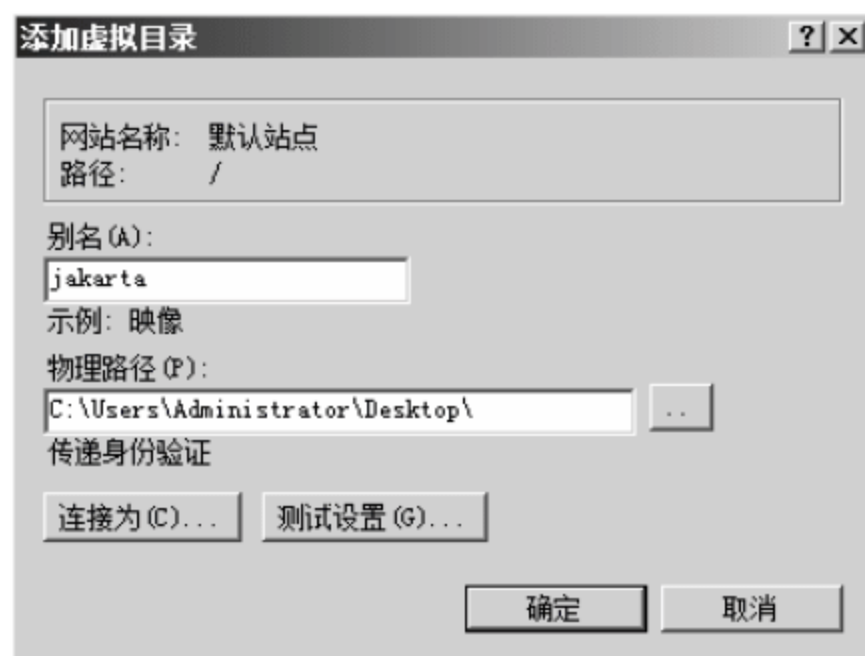 添加虚拟目录
网站名称: 默认站点
路径: /
别名(A):
jakarta
示例: 映像
物理路径(P):
C:\Users\Administrator\Desktop\
..
传递身份验证
连接为(C)... 测试设置(G)...
确定 取消